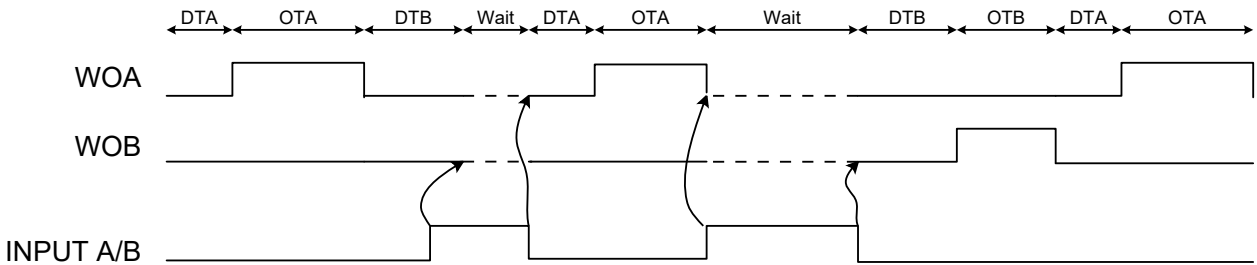 DTA OTA DTB Wait DTA OTA Wait DTB OTB DTA OTA
WOA
WOB
INPUT A/B